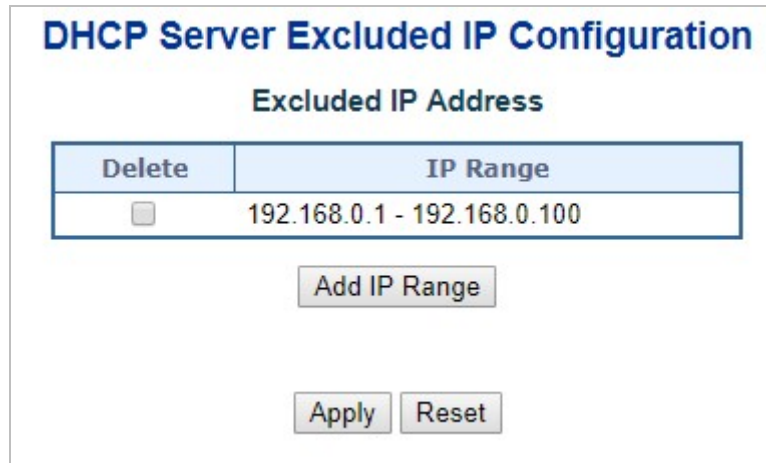 DHCP Server Excluded IP Configuration
Excluded IP Address
Delete IP Range
192.168.0.1 - 192.168.0.100
Add IP Range
Apply Reset